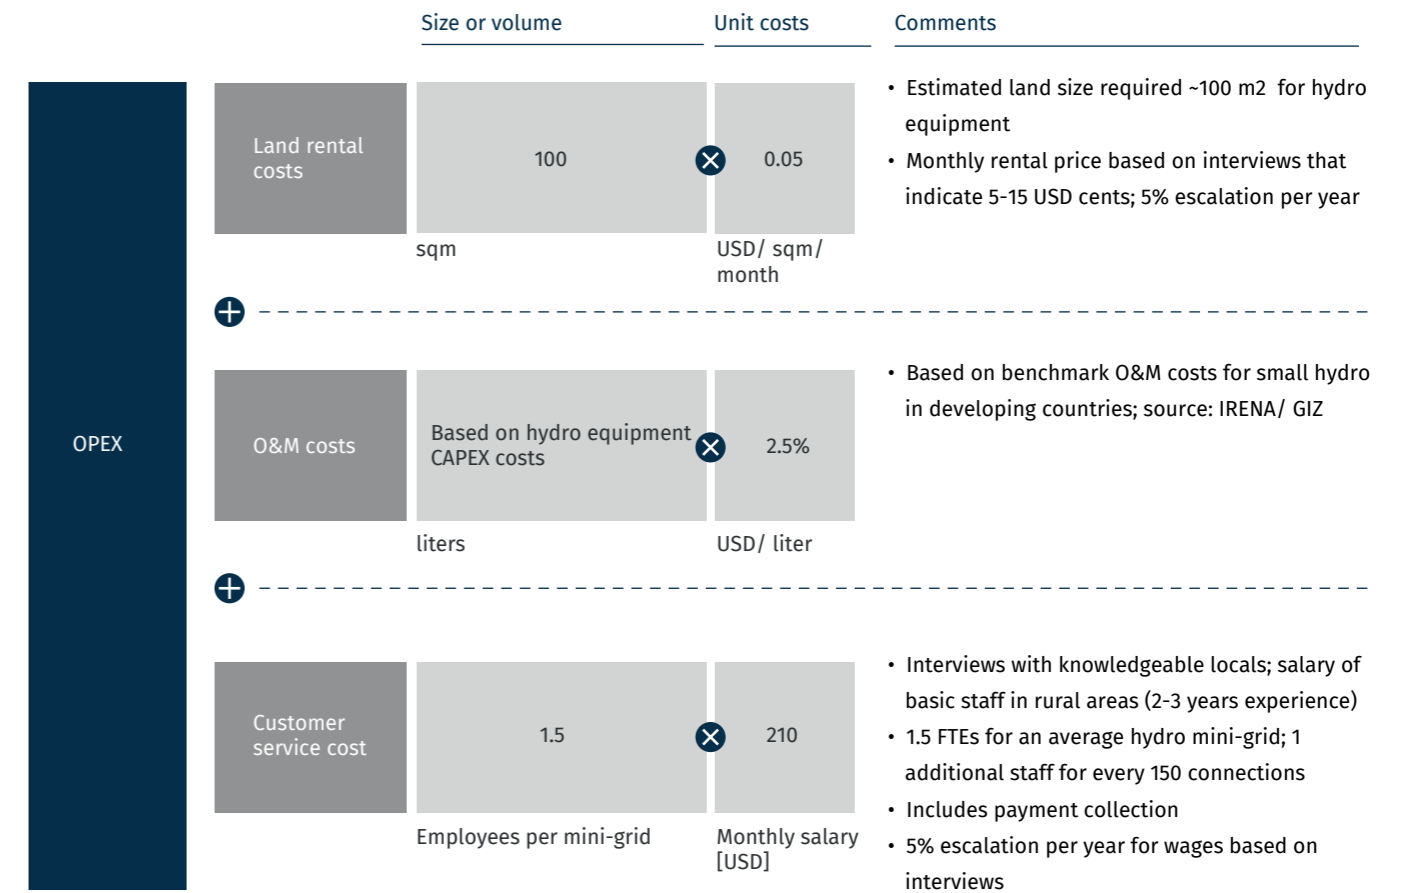 Size or volume
Unit costs
Comments
OPEX
Land rental
costs
100
0.05
sqm
USD/ sqm/
month
• Estimated land size required ~100 m2 for hydro
equipment
• Monthly rental price based on interviews that
indicate 5-15 USD cents; 5% escalation per year
O&M costs
Based on hydro equipment
CAPEX costs
2.5%
liters
USD/ liter
• Based on benchmark O&M costs for small hydro
in developing countries; source: IRENA/ GIZ
Customer
service cost
1.5
210
Employees per mini-grid
Monthly salary
[USD]
• Interviews with knowledgeable locals; salary of
basic staff in rural areas (2-3 years experience)
• 1.5 FTEs for an average hydro mini-grid; 1
additional staff for every 150 connections
• Includes payment collection
• 5% escalation per year for wages based on
interviews